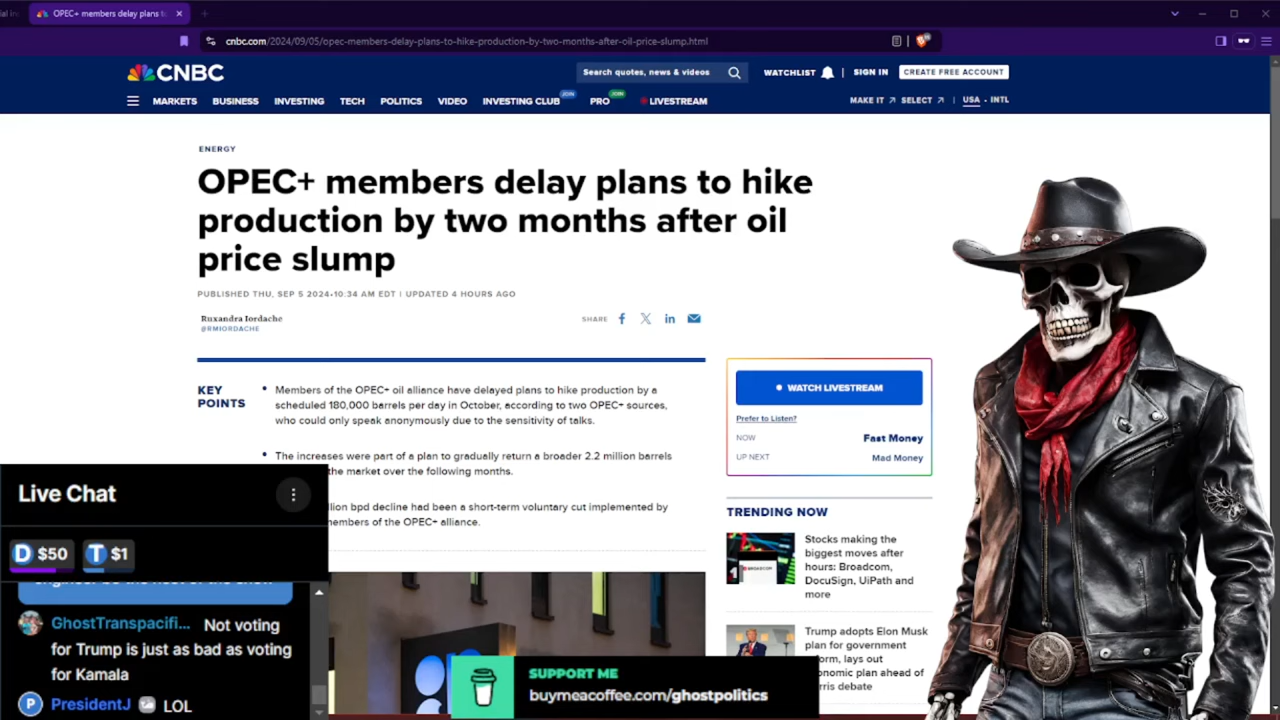 OPEC+ members delay plans to
cnbc.com/2024/09/05/opec-members-delay-plans-to-hike-production-by-two-months-after-oil-price-slump.html
CNBC
Search quotes, news & videos
WATCHLIST
SIGN IN
CREATE FREE ACCOUNT
MARKETS BUSINESS INVESTING TECH POLITICS VIDEO INVESTING CLUB JOIN PRO JOIN LIVESTREAM
MAKE IT SELECT USA • INTL
ENERGY
OPEC+ members delay plans to hike
production by two months after oil
price slump
PUBLISHED THU, SEP 5 2024•10:34 AM EDT | UPDATED 4 HOURS AGO
Ruxandra Iordache
@RMIORDACHE
SHARE
KEY
POINTS
• Members of the OPEC+ oil alliance have delayed plans to hike production by a
scheduled 180,000 barrels per day in October, according to two OPEC+ sources,
who could only speak anonymously due to the sensitivity of talks.
• The increases were part of a plan to gradually return a broader 2.2 million barrels
the market over the following months.
bpd decline had been a short-term voluntary cut implemented by
members of the OPEC+ alliance.
WATCH LIVESTREAM
Prefer to Listen?
NOW Fast Money
UP NEXT Mad Money
TRENDING NOW
Stocks making the
biggest moves after
hours: Broadcom,
DocuSign, UiPath and
more
BROADCOM
Trump adopts Elon Musk
plan for government
lays out
plan ahead of
debate
Live Chat
D $50 T $1
GhostTranspacifi... Not voting
for Trump is just as bad as voting
for Kamala
P PresidentJ LOL
SUPPORT ME
buymeacoffee.com/ghostpolitics